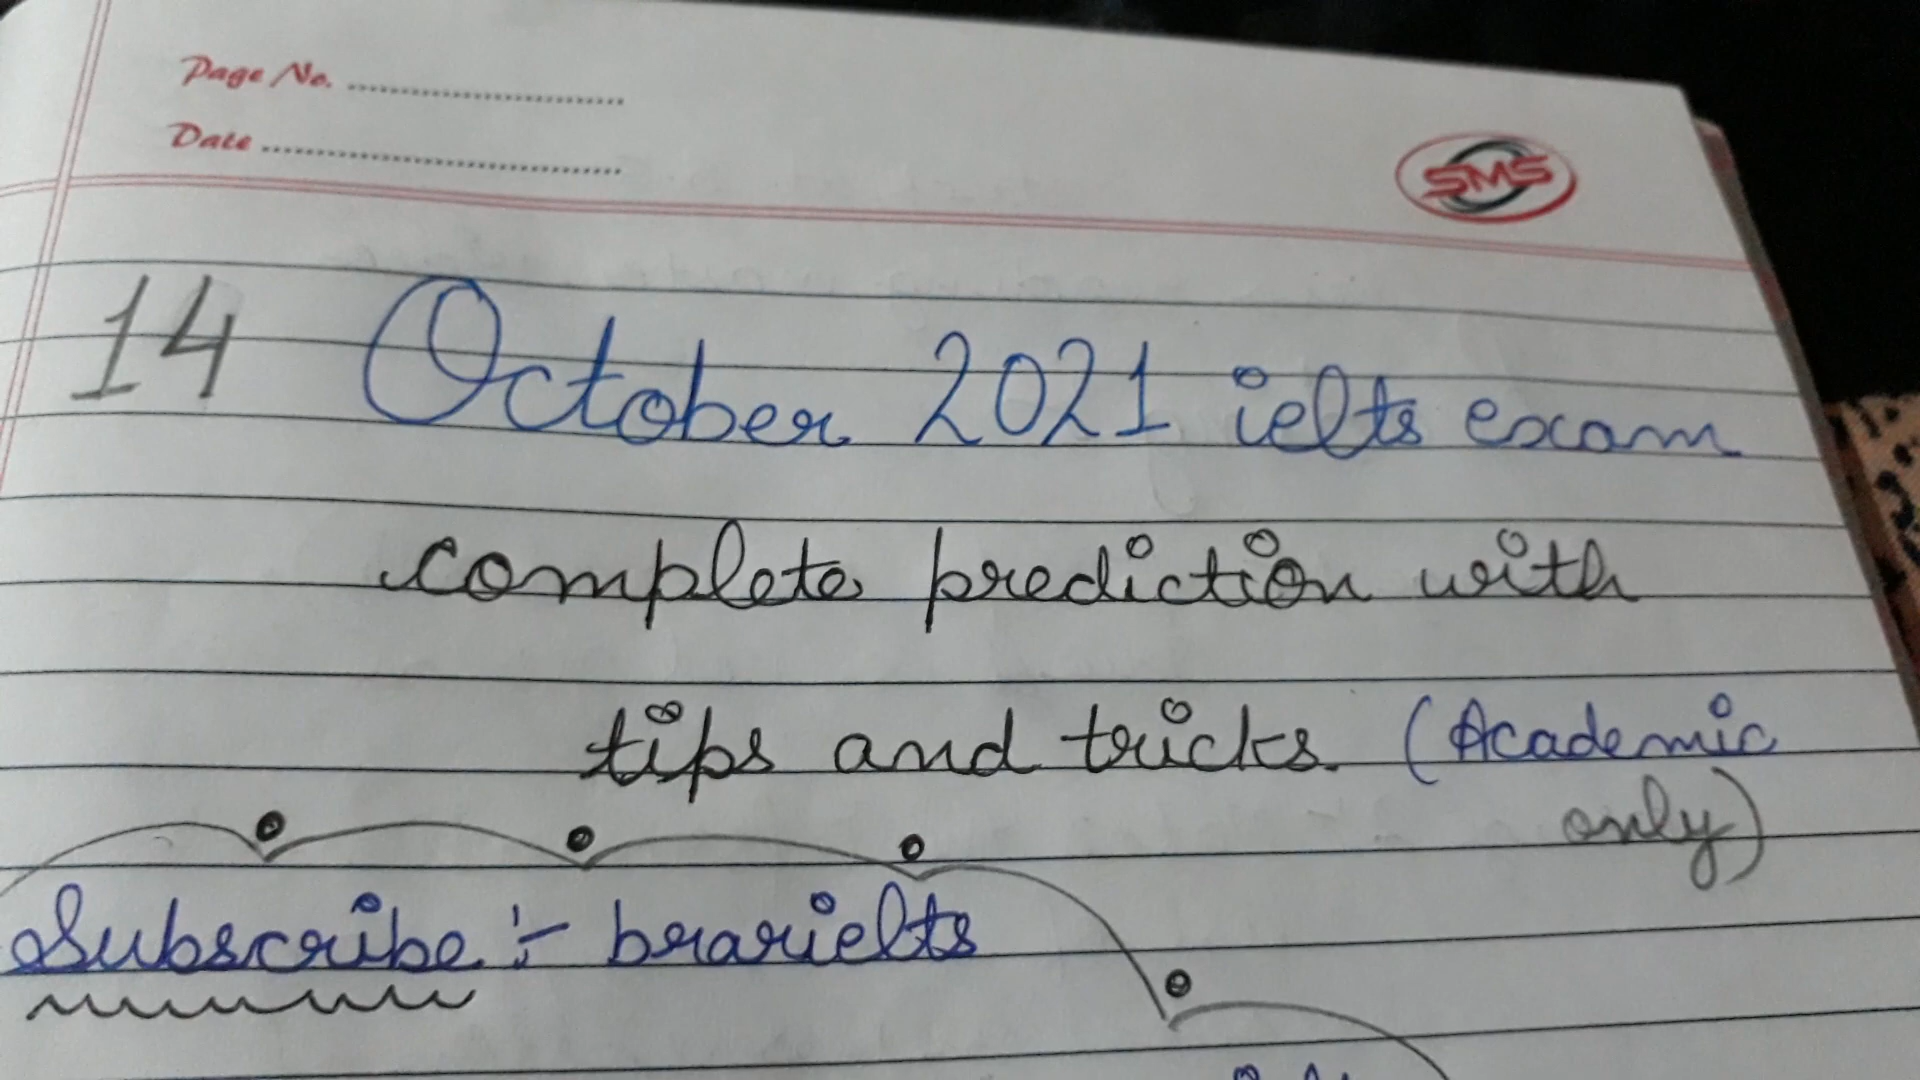 Page No. ..............................
Date ........................................
SMS
14 October 2021 ielts exam
complete prediction with
tips and tricks. (Academic
only)
Subscribe :- brarielts